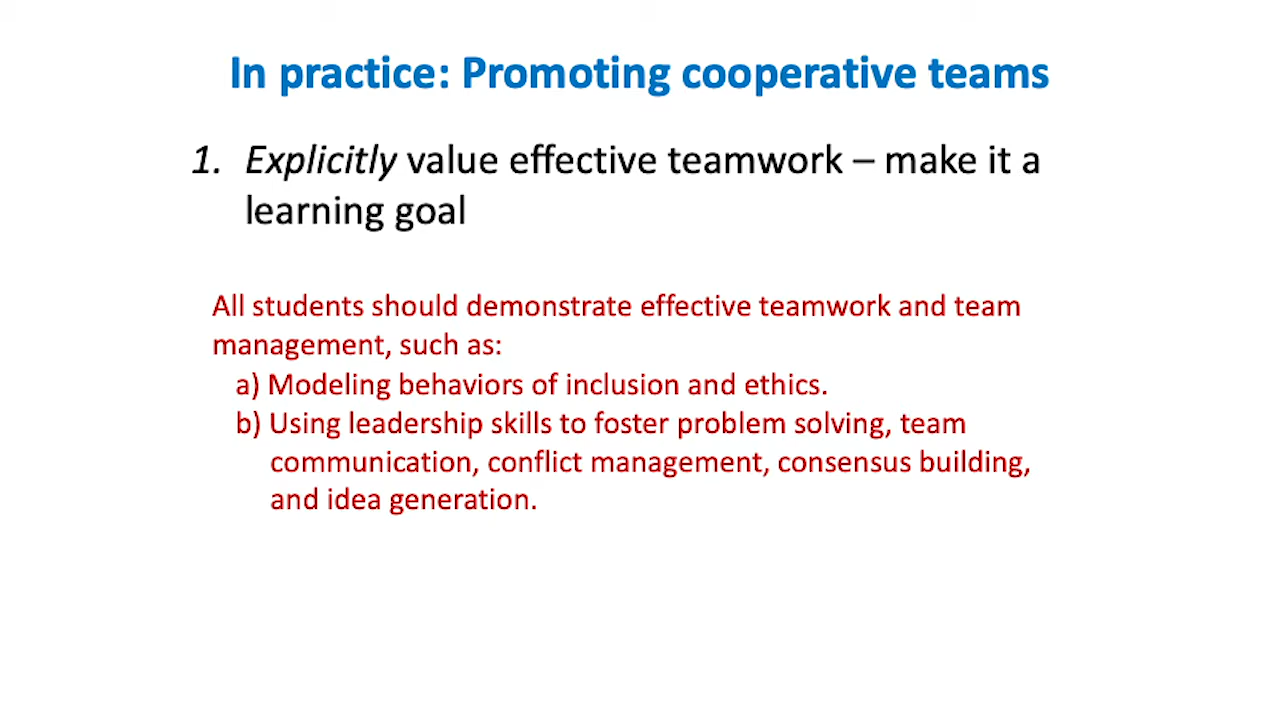 In practice: Promoting cooperative teams
1. Explicitly value effective teamwork – make it a
learning goal
All students should demonstrate effective teamwork and team
management, such as:
a) Modeling behaviors of inclusion and ethics.
b) Using leadership skills to foster problem solving, team
communication, conflict management, consensus building,
and idea generation.